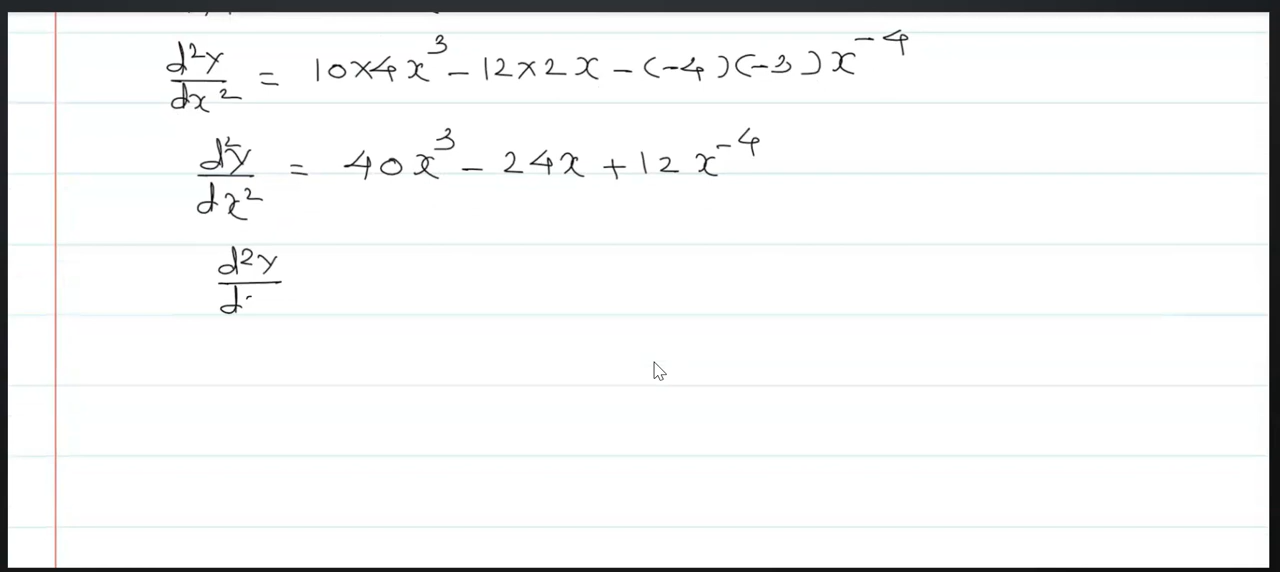 d²y/dx² = 10×4x³ − 12×2x − (−4)(−3)x⁻⁴
d²y/dx² = 40x³ − 24x + 12x⁻⁴
d²y/d